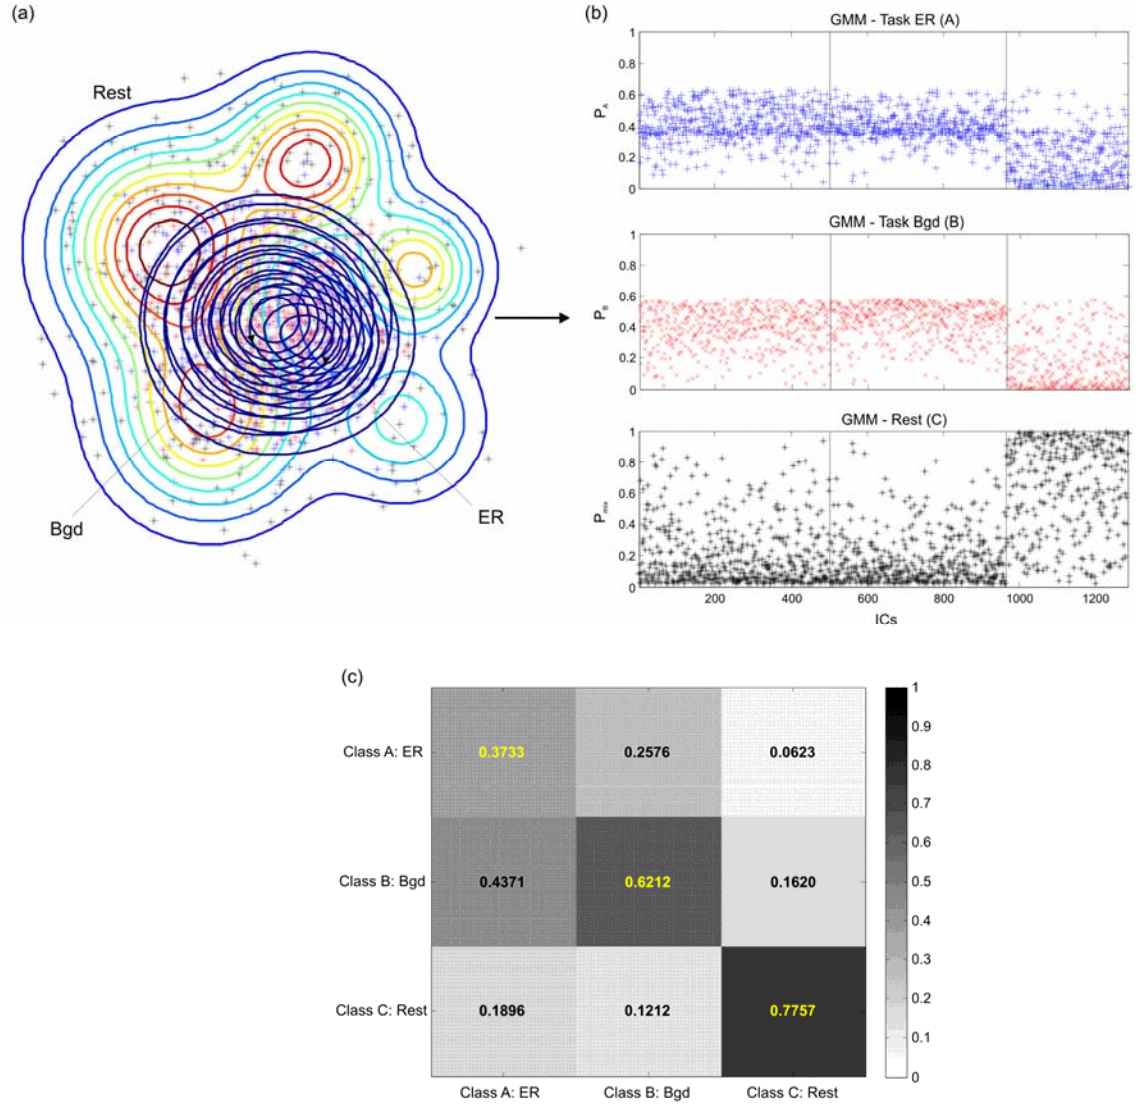 (a)
Rest
Bgd
ER
(b)
GMM - Task ER (A)
1
0.8
0.6
0.4
0.2
0
P_A
GMM - Task Bgd (B)
1
0.8
0.6
0.4
0.2
0
P_B
GMM - Rest (C)
1
0.8
0.6
0.4
0.2
0
P_mix
200 400 600 800 1000 1200
ICs
(c)
Class A: ER 0.3733 0.2576 0.0623
Class B: Bgd 0.4371 0.6212 0.1620
Class C: Rest 0.1896 0.1212 0.7757
Class A: ER Class B: Bgd Class C: Rest
1
0.9
0.8
0.7
0.6
0.5
0.4
0.3
0.2
0.1
0